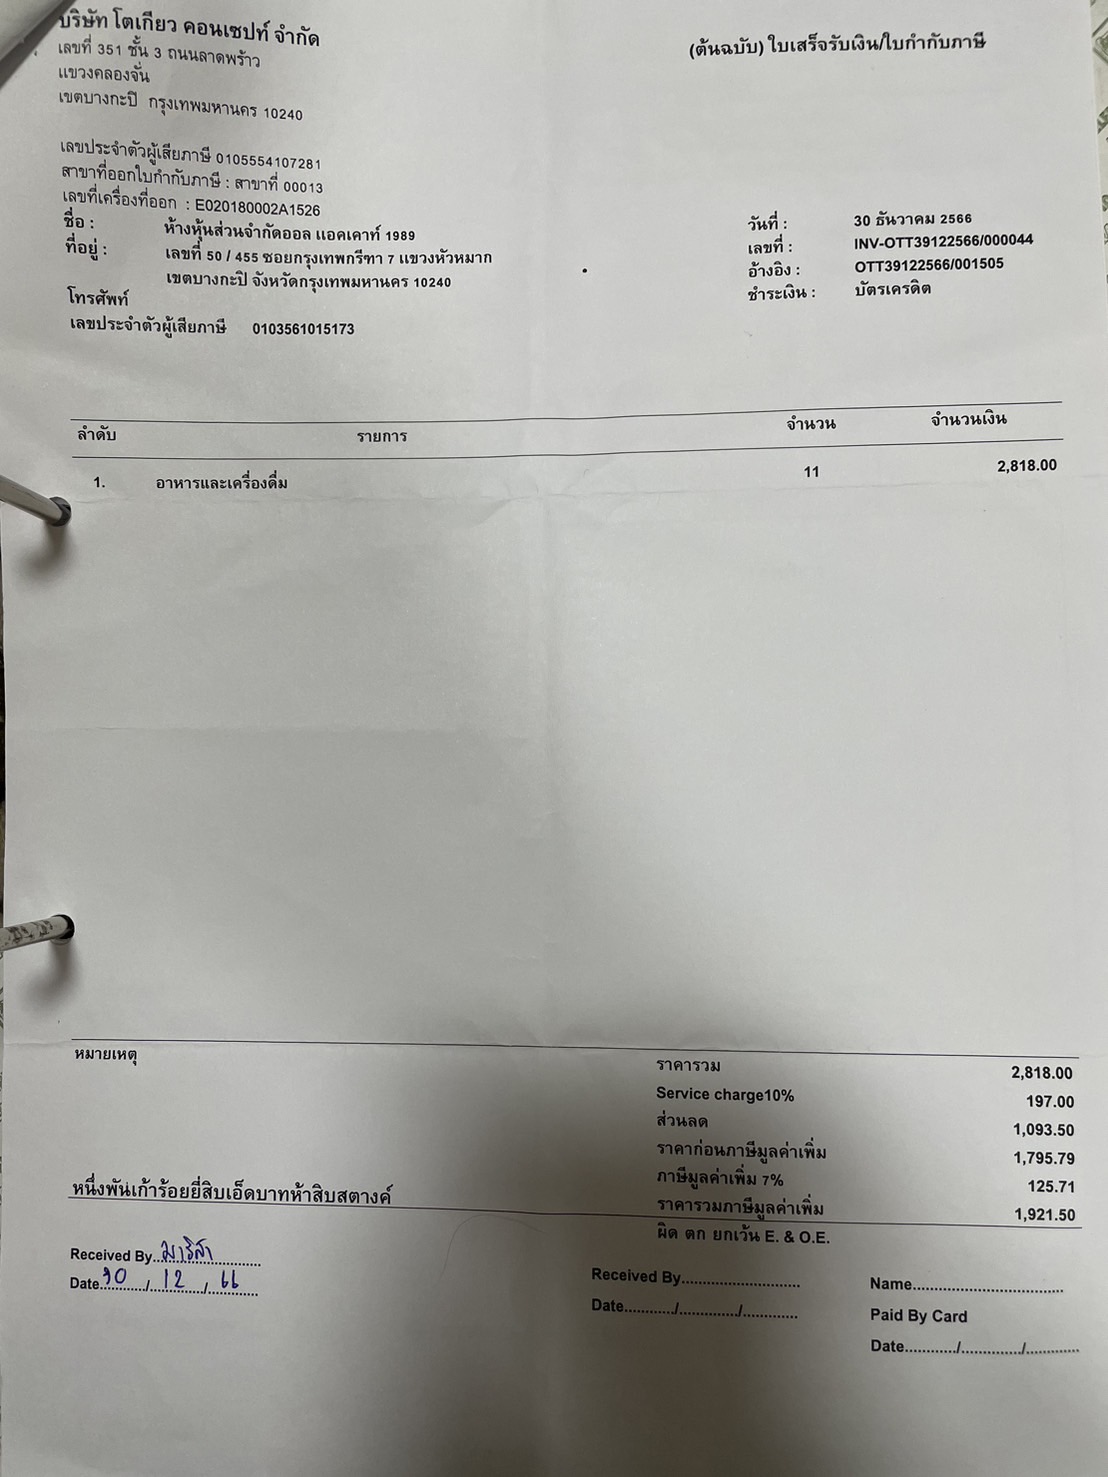 บริษัท โตเกียว คอนเซปท์ จำกัด
เลขที่ 351 ชั้น 3 ถนนลาดพร้าว
แขวงคลองจั่น
เขตบางกะปิ กรุงเทพมหานคร 10240
(ต้นฉบับ) ใบเสร็จรับเงิน/ใบกำกับภาษี
เลขประจำตัวผู้เสียภาษี 0105554107281
สาขาที่ออกใบกำกับภาษี : สาขาที่ 00013
เลขที่เครื่องที่ออก : E020180002A1526
ชื่อ : ห้างหุ้นส่วนจำกัดออล แอคเคาท์ 1989
ที่อยู่ : เลขที่ 50 / 455 ซอยกรุงเทพกรีฑา 7 แขวงหัวหมาก
เขตบางกะปิ จังหวัดกรุงเทพมหานคร 10240
โทรศัพท์
เลขประจำตัวผู้เสียภาษี 0103561015173
วันที่ : 30 ธันวาคม 2566
เลขที่ : INV-OTT39122566/000044
อ้างอิง : OTT39122566/001505
ชำระเงิน : บัตรเครดิต
ลำดับ รายการ จำนวน จำนวนเงิน
1. อาหารและเครื่องดื่ม 11 2,818.00
หมายเหตุ
ราคารวม 2,818.00
Service charge10% 197.00
ส่วนลด 1,093.50
ราคาก่อนภาษีมูลค่าเพิ่ม 1,795.79
ภาษีมูลค่าเพิ่ม 7% 125.71
ราคารวมภาษีมูลค่าเพิ่ม 1,921.50
หนึ่งพันเก้าร้อยยี่สิบเอ็ดบาทห้าสิบสตางค์
ผิด ตก ยกเว้น E. & O.E.
Received By มาริสา
Date 30 / 12 / 66
Received By..............................
Date............/.............../..............
Name......................................
Paid By Card
Date............/.............../..............